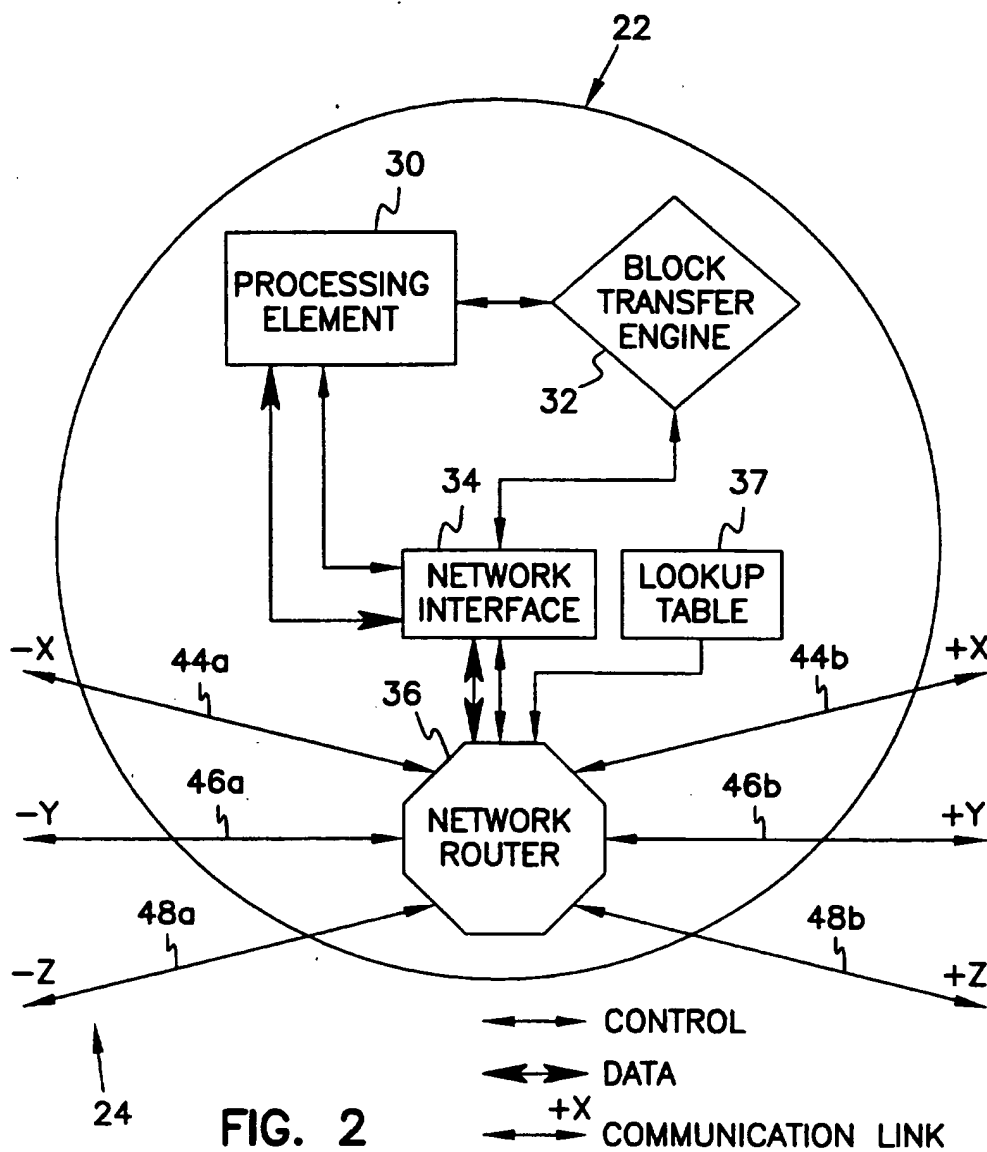 22
30
PROCESSING
ELEMENT
BLOCK
TRANSFER
ENGINE
32
34
37
NETWORK
INTERFACE
LOOKUP
TABLE
-X
44a
36
44b
+X
-Y
46a
46b
+Y
NETWORK
ROUTER
-Z
48a
48b
+Z
24
CONTROL
DATA
+X
COMMUNICATION LINK
FIG. 2